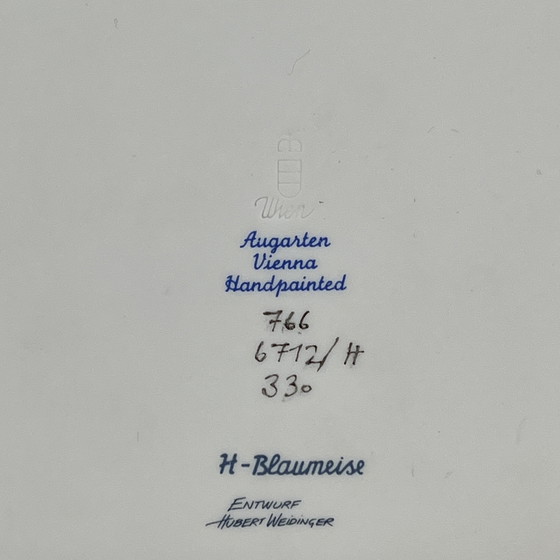 Wien
Augarten
Vienna
Handpainted
766
6712/H
330
H-Blaumeise
ENTWURF
HUBERT WEIDINGER